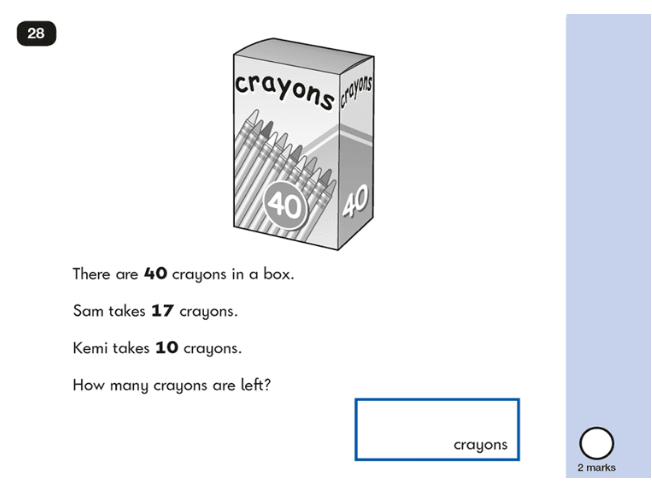 28
crayons
crayons
40
40
There are 40 crayons in a box.
Sam takes 17 crayons.
Kemi takes 10 crayons.
How many crayons are left?
crayons
2 marks